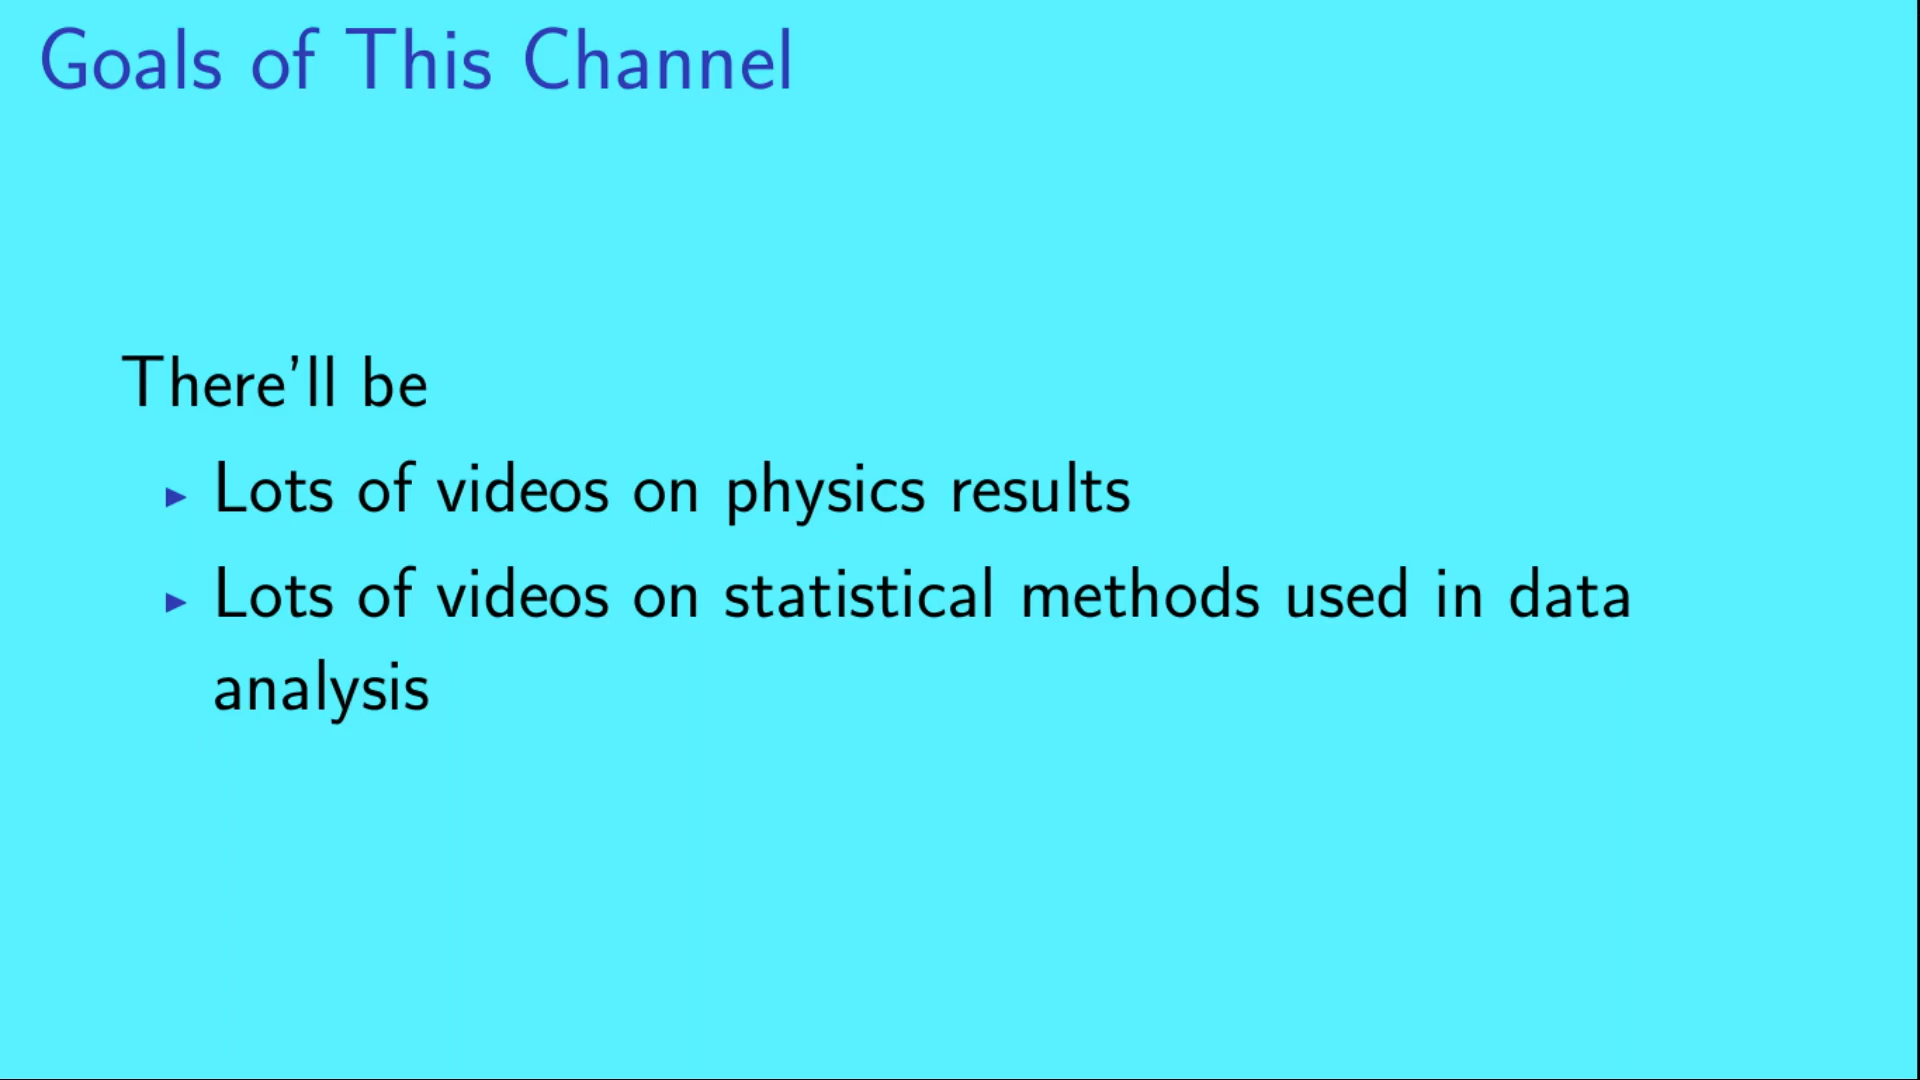 Goals of This Channel
There'll be
▸ Lots of videos on physics results
▸ Lots of videos on statistical methods used in data
analysis